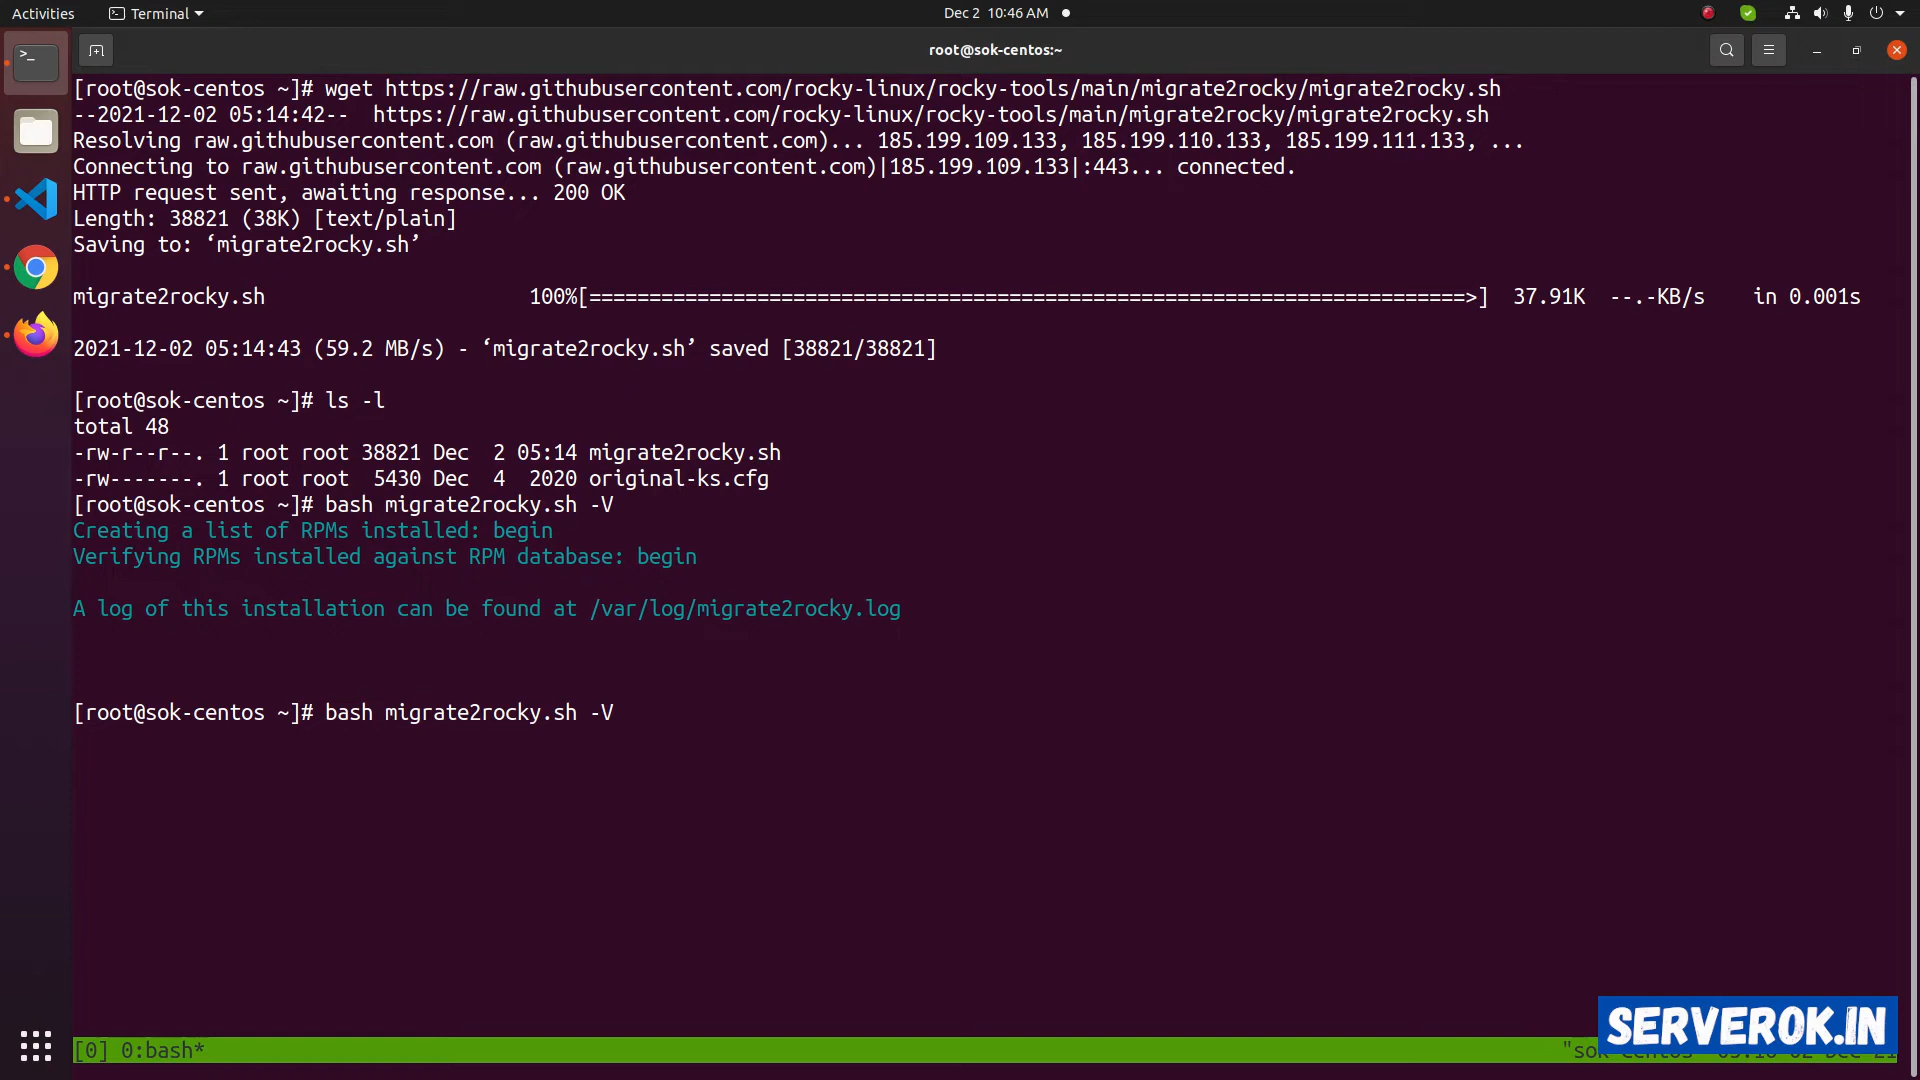 Activities
Terminal
Dec 2 10:46 AM
root@sok-centos:~
[root@sok-centos ~]# wget https://raw.githubusercontent.com/rocky-linux/rocky-tools/main/migrate2rocky/migrate2rocky.sh
--2021-12-02 05:14:42-- https://raw.githubusercontent.com/rocky-linux/rocky-tools/main/migrate2rocky/migrate2rocky.sh
Resolving raw.githubusercontent.com (raw.githubusercontent.com)... 185.199.109.133, 185.199.110.133, 185.199.111.133, ...
Connecting to raw.githubusercontent.com (raw.githubusercontent.com)|185.199.109.133|:443... connected.
HTTP request sent, awaiting response... 200 OK
Length: 38821 (38K) [text/plain]
Saving to: ‘migrate2rocky.sh’
migrate2rocky.sh 100%[=========================================================================>] 37.91K --.-KB/s in 0.001s
2021-12-02 05:14:43 (59.2 MB/s) - ‘migrate2rocky.sh’ saved [38821/38821]
[root@sok-centos ~]# ls -l
total 48
-rw-r--r--. 1 root root 38821 Dec 2 05:14 migrate2rocky.sh
-rw-------. 1 root root 5430 Dec 4 2020 original-ks.cfg
[root@sok-centos ~]# bash migrate2rocky.sh -V
Creating a list of RPMs installed: begin
Verifying RPMs installed against RPM database: begin
A log of this installation can be found at /var/log/migrate2rocky.log
[root@sok-centos ~]# bash migrate2rocky.sh -V
SERVEROK.IN
[0] 0:bash*